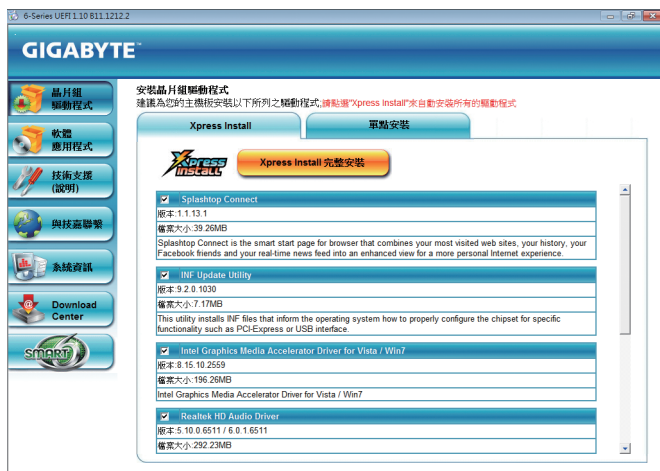 6-Series UEFI 1.10 B11.1212.2
GIGABYTE™
晶片組
驅動程式
軟體
應用程式
技術支援
(說明)
與技嘉聯繫
系統資訊
Download
Center
SMART
安裝晶片組驅動程式
建議為您的主機板安裝以下所列之驅動程式;請點選"Xpress Install"來自動安裝所有的驅動程式
Xpress Install
單點安裝
Xpress
INSTALL
Xpress Install 完整安裝
Splashtop Connect
版本:1.1.13.1
檔案大小:39.26MB
Splashtop Connect is the smart start page for browser that combines your most visited web sites, your history, your
Facebook friends and your real-time news feed into an enhanced view for a more personal Internet experience.
INF Update Utility
版本:9.2.0.1030
檔案大小:7.17MB
This utility installs INF files that inform the operating system how to properly configure the chipset for specific
functionality such as PCI-Express or USB interface.
Intel Graphics Media Accelerator Driver for Vista / Win7
版本:8.15.10.2559
檔案大小:196.26MB
Intel Graphics Media Accelerator Driver for Vista / Win7
Realtek HD Audio Driver
版本:5.10.0.6511 / 6.0.1.6511
檔案大小:292.23MB